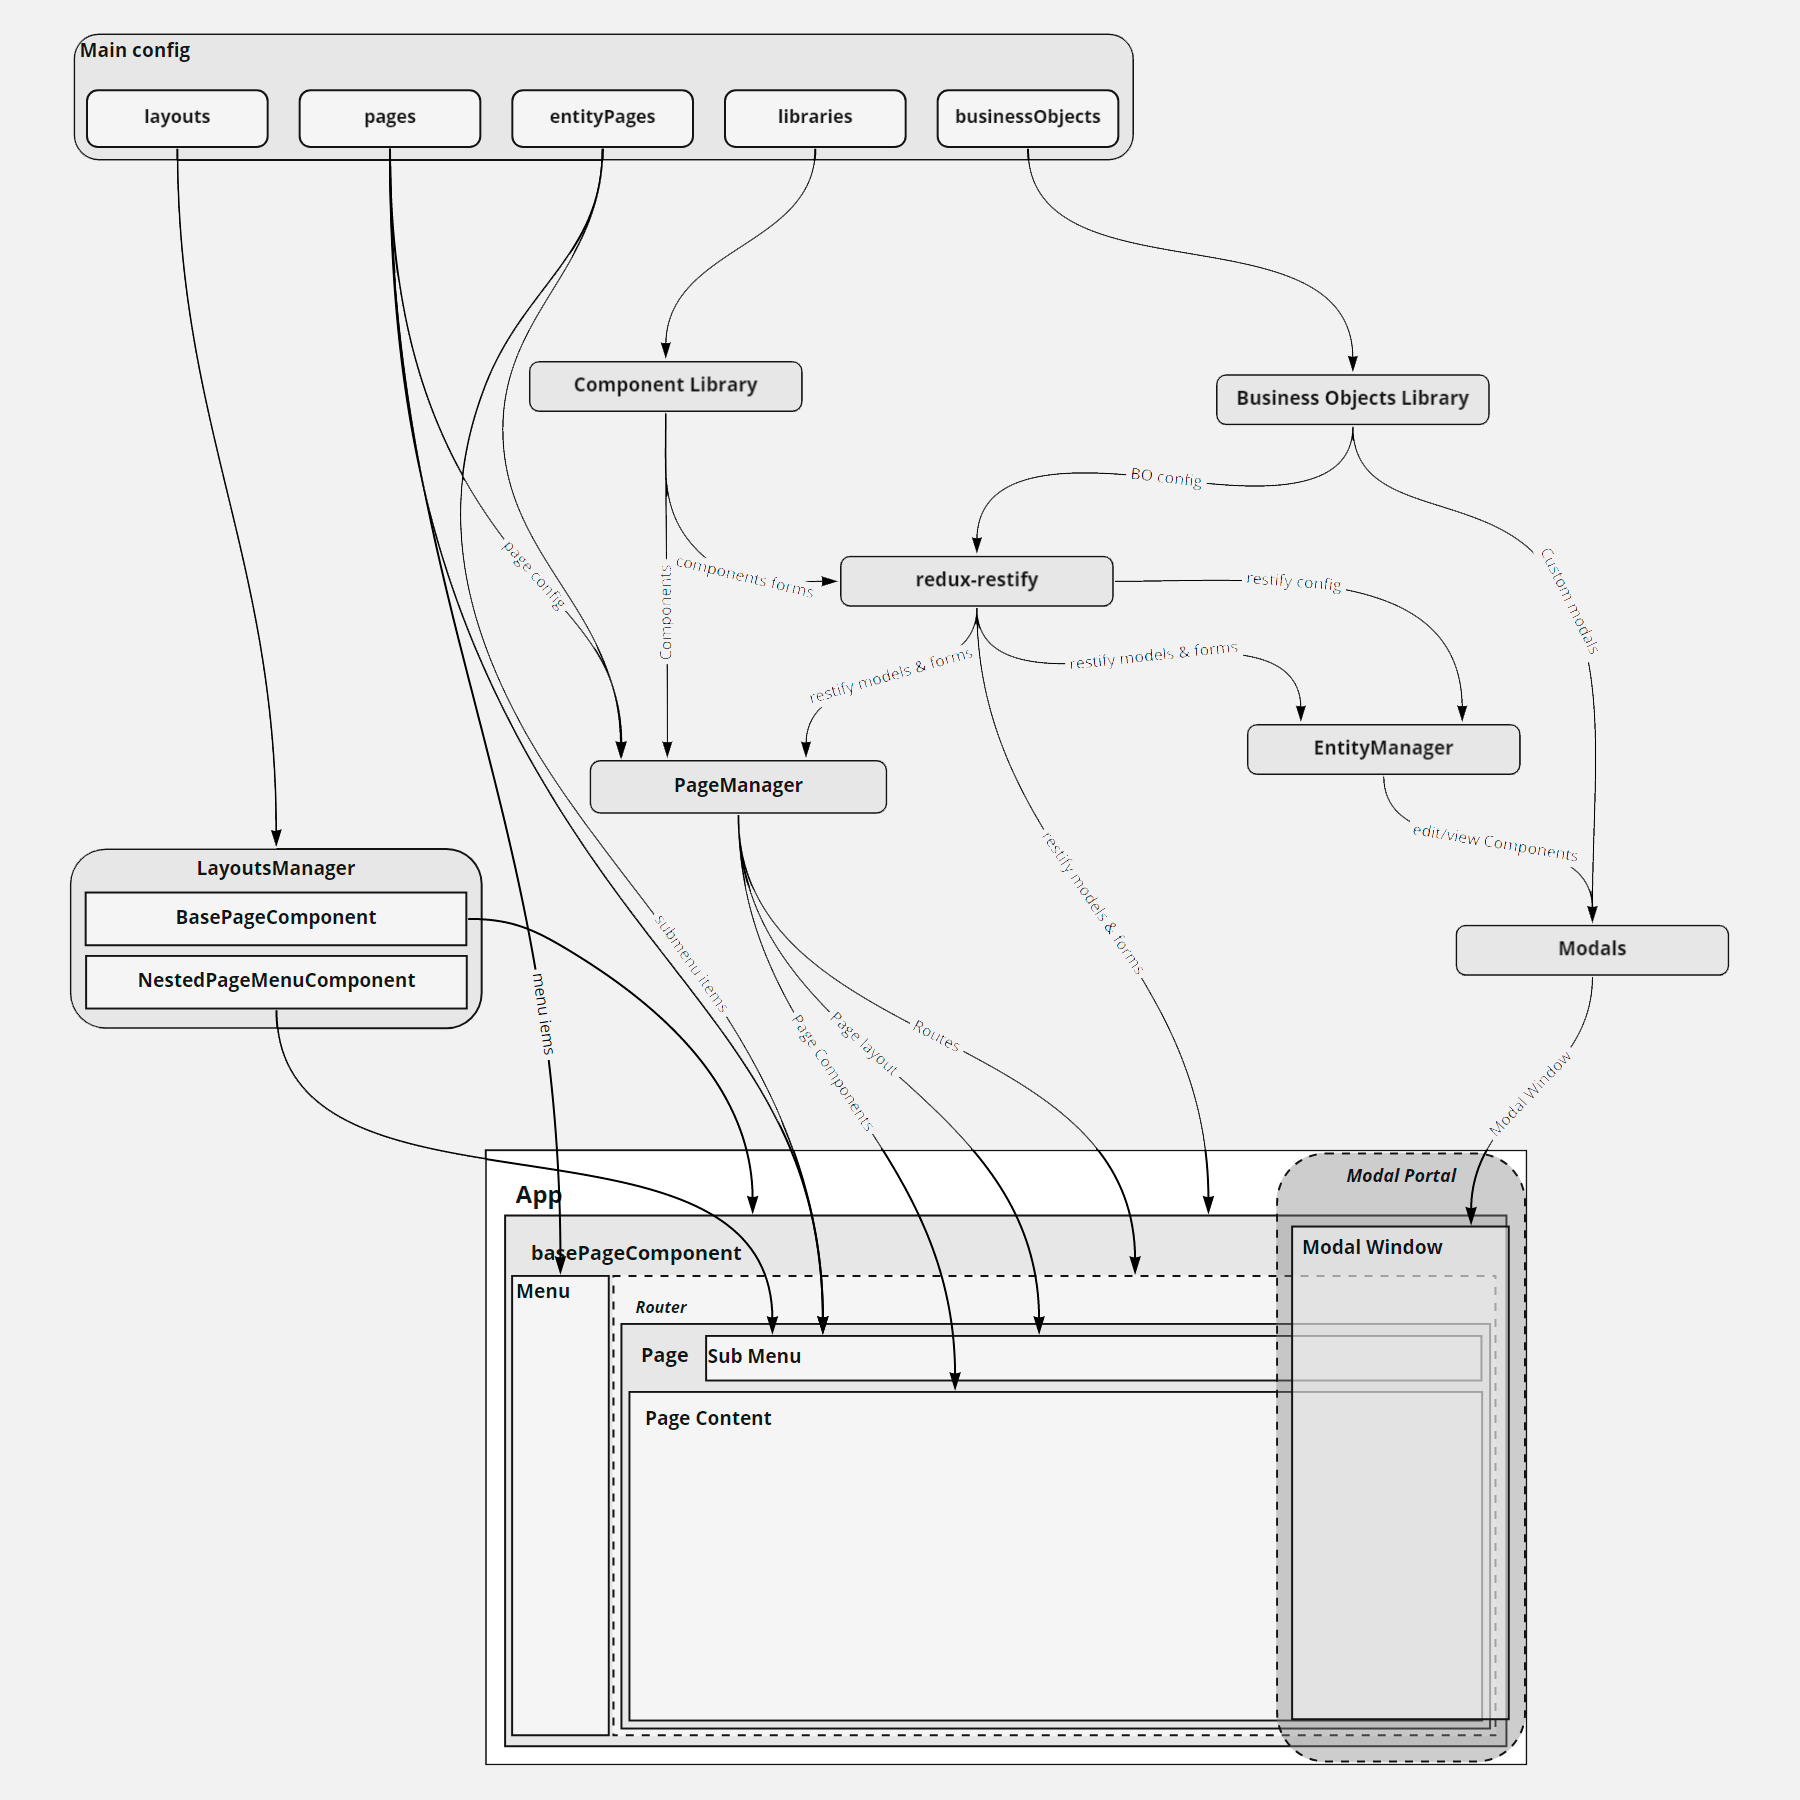 Main config
layouts
pages
entityPages
libraries
businessObjects
Component Library
Business Objects Library
BO config
page config
Components
components forms
redux-restify
restify config
Custom modals
restify models & forms
restify models & forms
EntityManager
PageManager
edit/view Components
restify models & forms
LayoutsManager
BasePageComponent
NestedPageMenuComponent
Modals
menu iems
submenu items
Page Components
Page layout
Routes
Modal Window
App
Modal Portal
basePageComponent
Modal Window
Menu
Router
Page
Sub Menu
Page Content